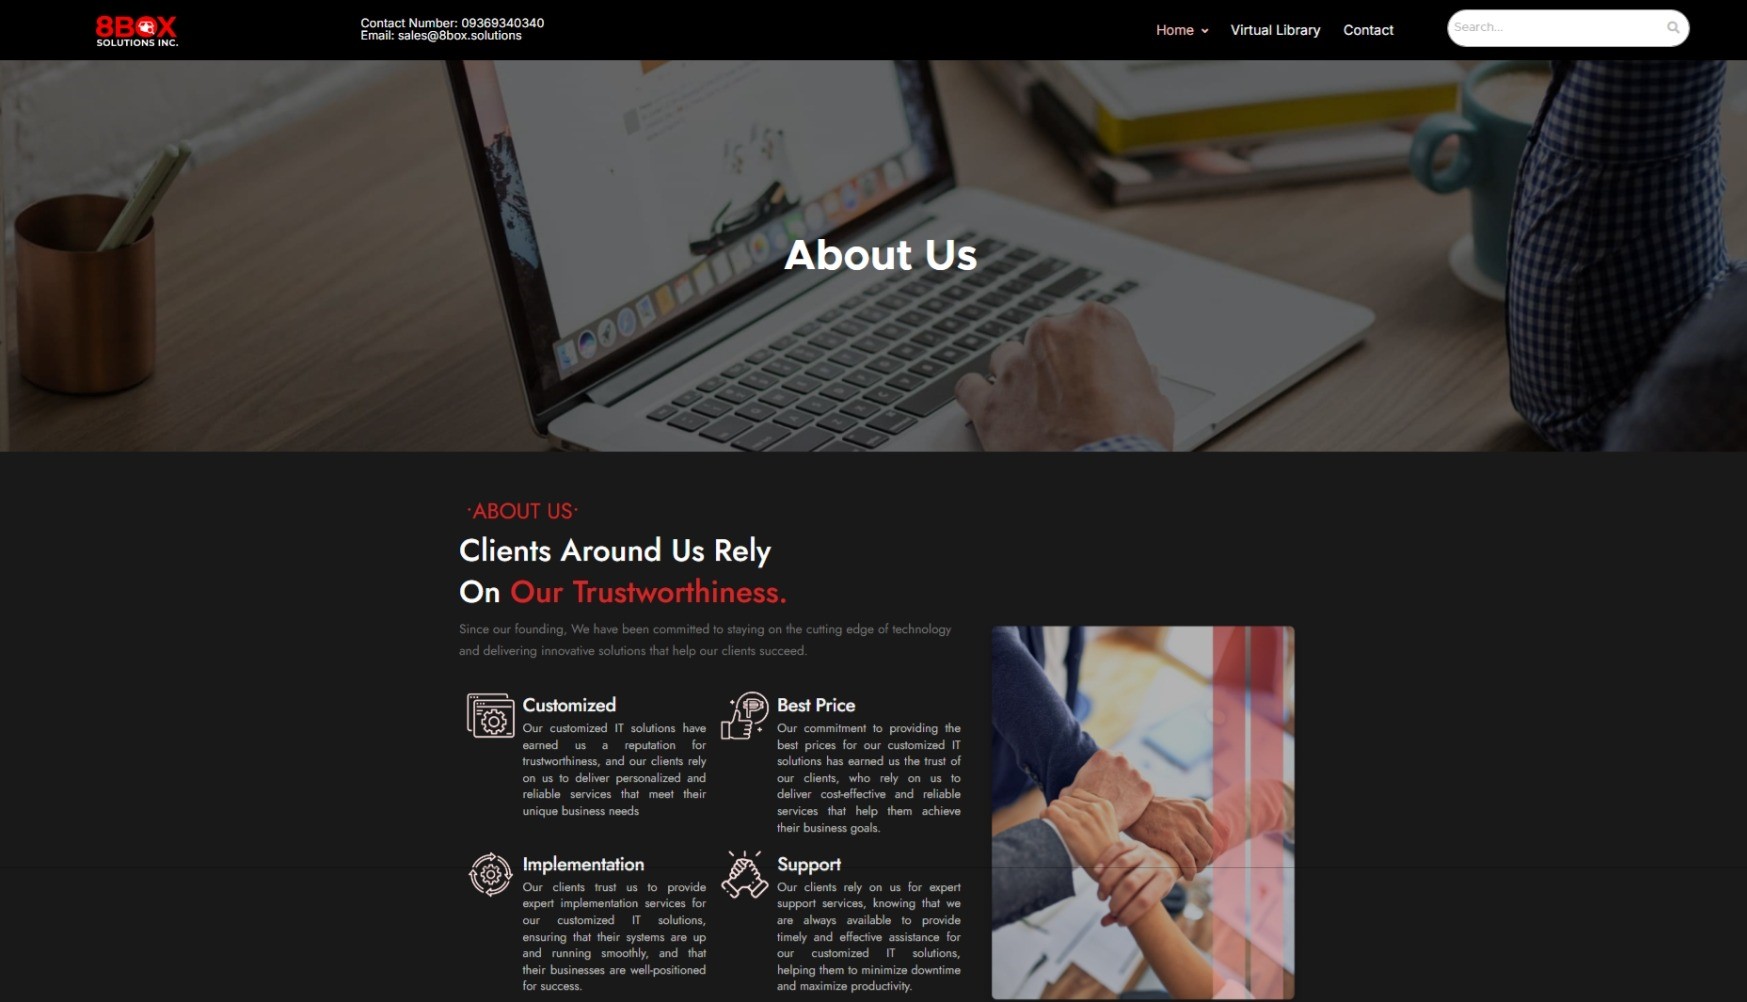 8BOX
SOLUTIONS INC.
Contact Number: 09369340340
Email: sales@8box.solutions
Home
Virtual Library
Contact
Search...
About Us
·ABOUT US·
Clients Around Us Rely
On Our Trustworthiness.
Since our founding, We have been committed to staying on the cutting edge of technology
and delivering innovative solutions that help our clients succeed.
Customized
Our customized IT solutions have
earned us a reputation for
trustworthiness, and our clients rely
on us to deliver personalized and
reliable services that meet their
unique business needs
Best Price
Our commitment to providing the
best prices for our customized IT
solutions has earned us the trust of
our clients, who rely on us to
deliver cost-effective and reliable
services that help them achieve
their business goals.
Implementation
Our clients trust us to provide
expert implementation services for
our customized IT solutions,
ensuring that their systems are up
and running smoothly, and that
their businesses are well-positioned
for success.
Support
Our clients rely on us for expert
support services, knowing that we
are always available to provide
timely and effective assistance for
our customized IT solutions,
helping them to minimize downtime
and maximize productivity.